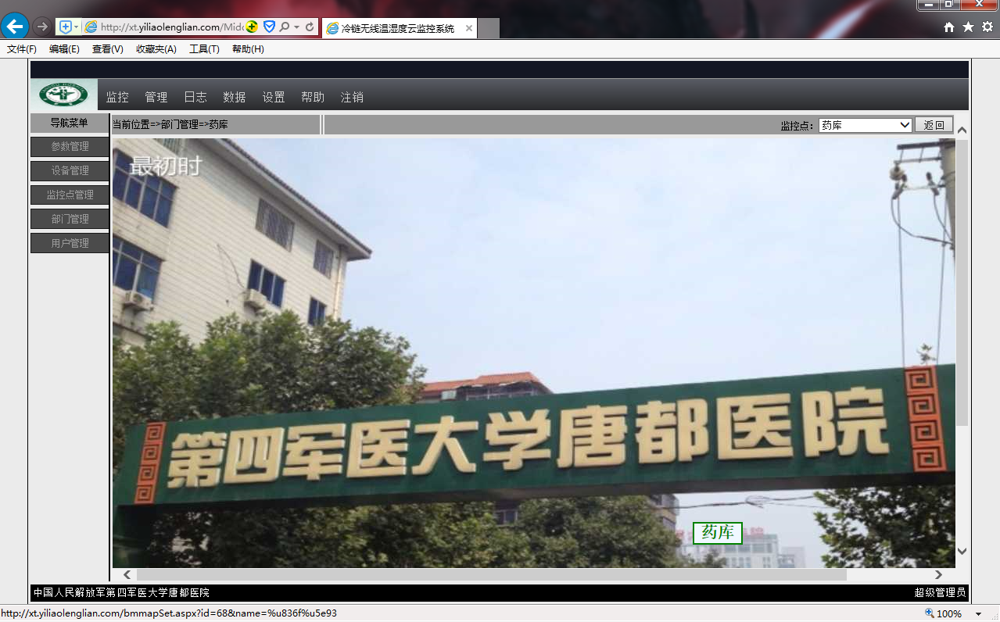 http://xt.yiliaolenglian.com/Mid
冷链无线温湿度云监控系统
文件(F) 编辑(E) 查看(V) 收藏夹(A) 工具(T) 帮助(H)
监控 管理 日志 数据 设置 帮助 注销
导航菜单
当前位置=>部门管理=>药库
监控点： 药库 返回
参数管理
设备管理
监控点管理
部门管理
用户管理
最初时
第四军医大学唐都医院
药库
中国人民解放军第四军医大学唐都医院 超级管理员
http://xt.yiliaolenglian.com/bmmapSet.aspx?id=68&name=%u836f%u5e93 100%